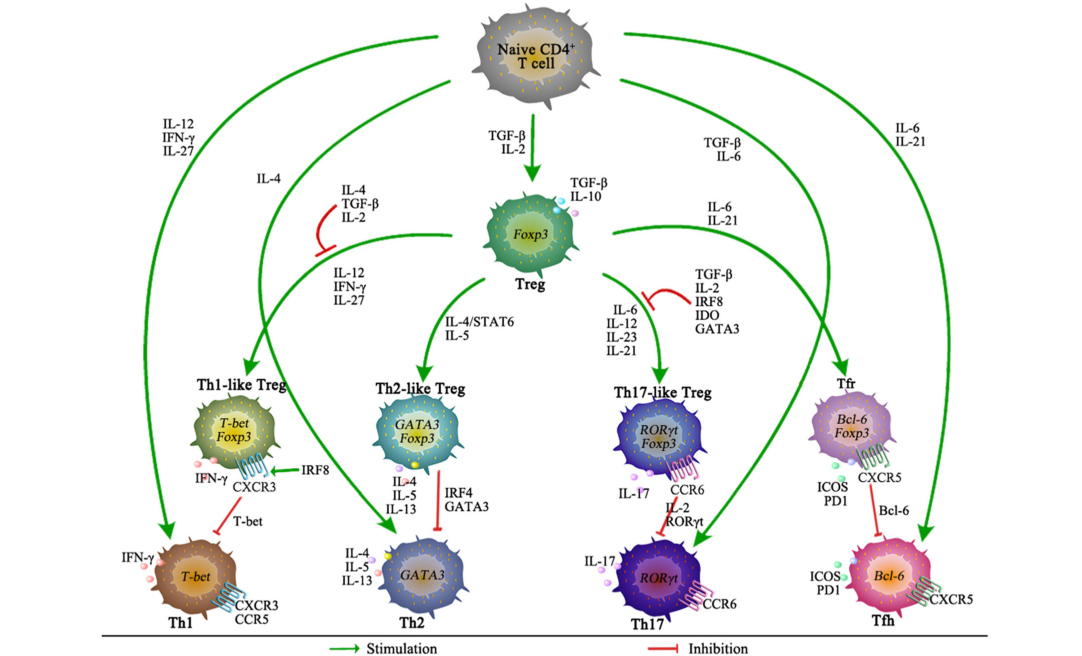 Naive CD4+
T cell
IL-12
IFN-γ
IL-27
IL-4
TGF-β
IL-2
TGF-β
IL-6
IL-6
IL-21
TGF-β
IL-10
Foxp3
Treg
IL-4
TGF-β
IL-2
IL-12
IFN-γ
IL-27
IL-4/STAT6
IL-5
IL-6
IL-12
IL-23
IL-21
TGF-β
IL-2
IRF8
IDO
GATA3
IL-6
IL-21
Th1-like Treg
T-bet
Foxp3
IFN-γ
CXCR3
IRF8
T-bet
Th2-like Treg
GATA3
Foxp3
IL-4
IL-5
IL-13
IRF4
GATA3
Th17-like Treg
RORγt
Foxp3
IL-17
CCR6
IL-2
RORγt
Tfr
Bcl-6
Foxp3
ICOS
PD1
CXCR5
Bcl-6
IFN-γ
T-bet
CXCR3
CCR5
Th1
IL-4
IL-5
IL-13
GATA3
Th2
IL-17
RORγt
CCR6
Th17
ICOS
PD1
Bcl-6
CXCR5
Tfh
Stimulation
Inhibition